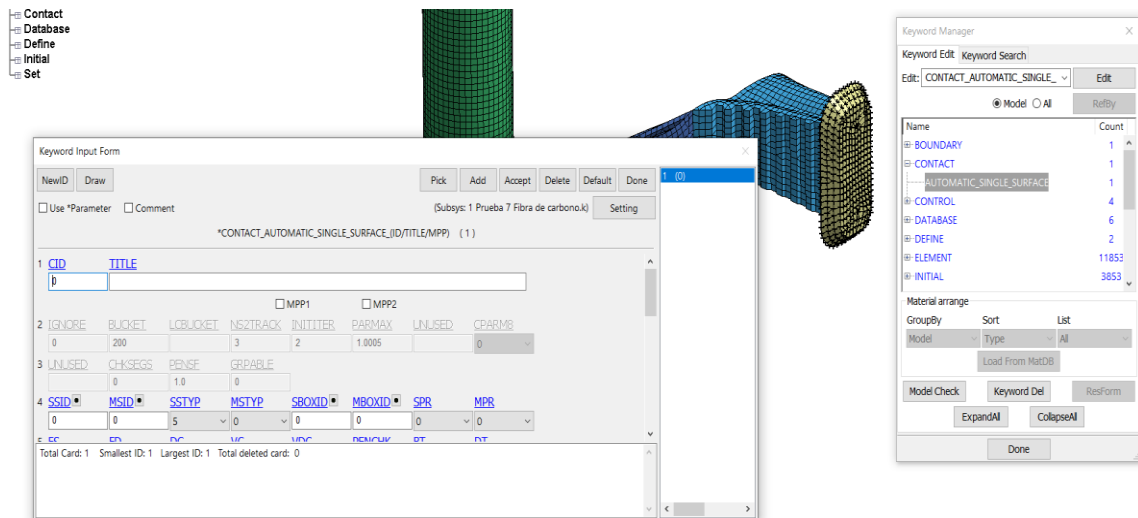 Contact
Database
Define
Initial
Set
Keyword Input Form
NewID Draw Pick Add Accept Delete Default Done
Use *Parameter Comment (Subsys: 1 Prueba 7 Fibra de carbono.k) Setting
*CONTACT_AUTOMATIC_SINGLE_SURFACE_(ID/TITLE/MPP) (1)
1 CID TITLE
0
MPP1 MPP2
2 IGNORE BUCKET LCBUCKET NS2TRACK INITITER PARMAX UNUSED CPARM8
0 200 3 2 1.0005 0
3 UNUSED CHKSEGS PENSF GRPABLE
0 1.0 0
4 SSID MSID SSTYP MSTYP SBOXID MBOXID SPR MPR
0 0 5 0 0 0 0 0
Total Card: 1 Smallest ID: 1 Largest ID: 1 Total deleted card: 0
1 (0)
Keyword Manager
Keyword Edit Keyword Search
Edit: CONTACT_AUTOMATIC_SINGLE_ Edit
Model All RefBy
Name Count
BOUNDARY 1
CONTACT 1
AUTOMATIC_SINGLE_SURFACE 1
CONTROL 4
DATABASE 6
DEFINE 2
ELEMENT 11853
INITIAL 3853
Material arrange
GroupBy Sort List
Model Type All
Load From MatDB
Model Check Keyword Del ResForm
ExpandAll CollapseAll
Done